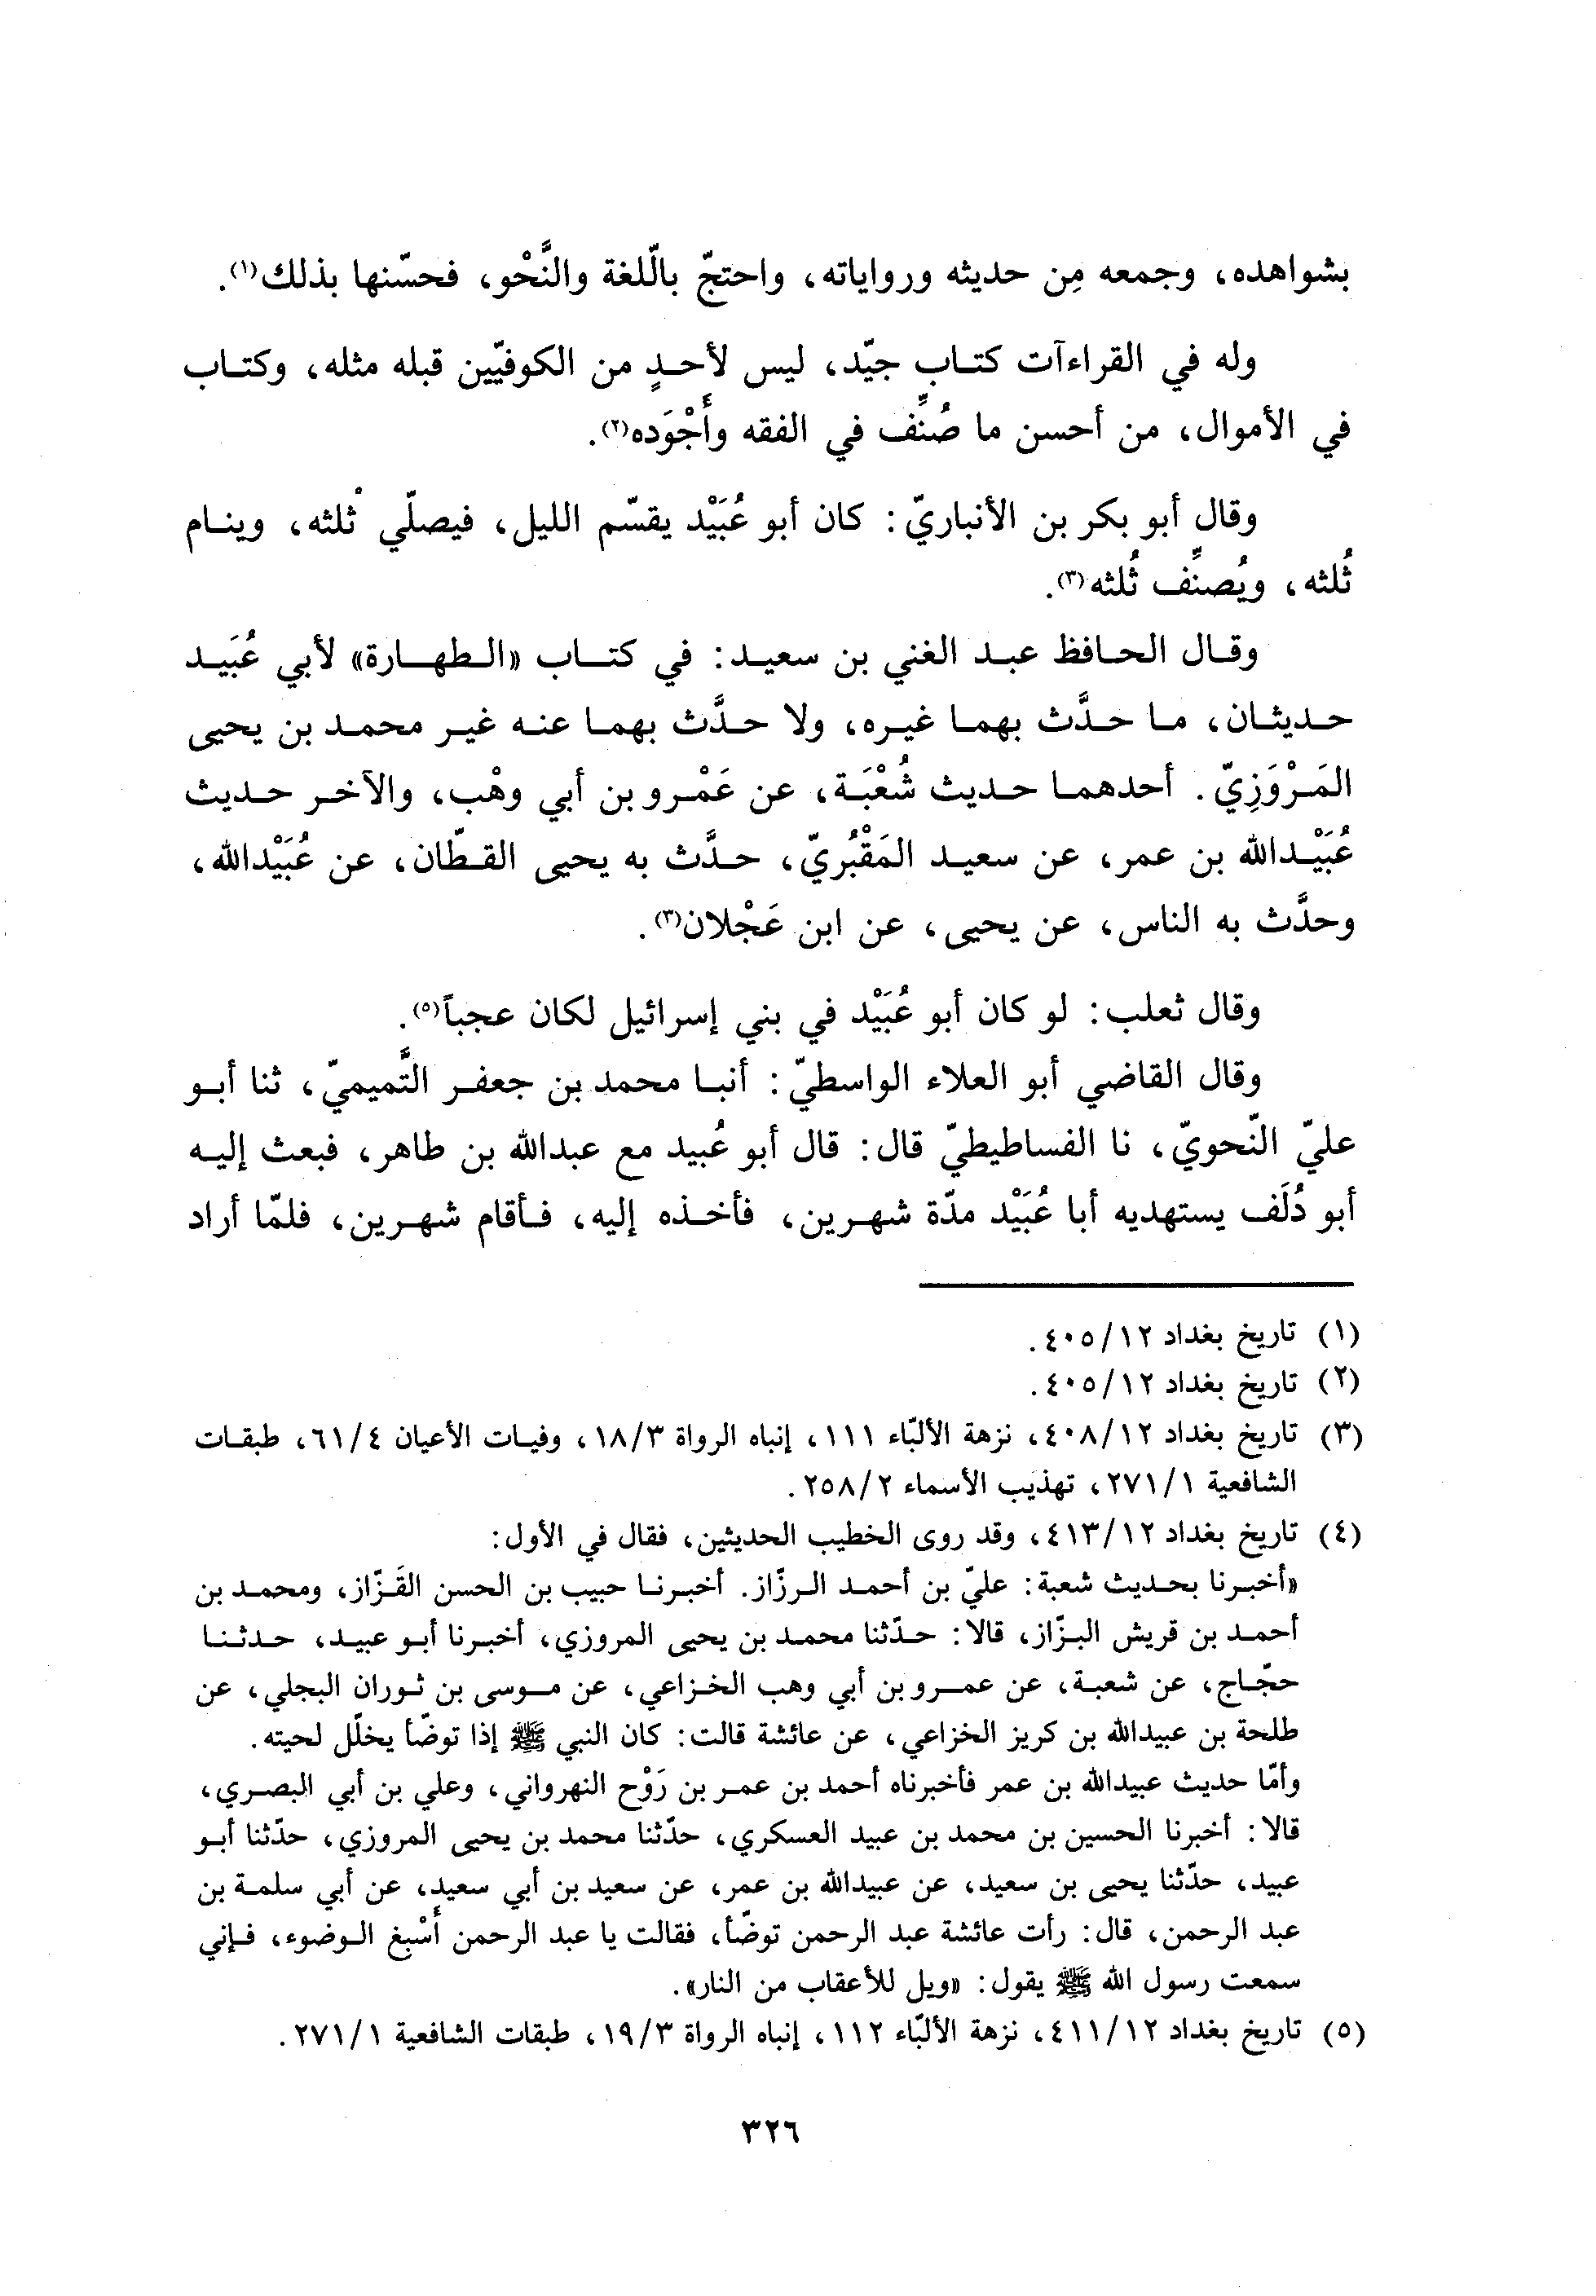 بشواهده، وجمعه مِن حديثه ورواياته، واحتجّ بالّلغة والنَّحْو، فحسّنها بذلك(١).
وله في القراءآت كتاب جيّد، ليس لأحدٍ من الكوفيّين قبله مثله، وكتاب
في الأموال، من أحسن ما صُنِّف في الفقه وأَجْوَده(٢).
وقال أبو بكر بن الأنباريّ: كان أبو عُبَيْد يقسّم الليل، فيصلّي ثلثه، وينام
ثُلثه، ويُصنِّف ثُلثه(٣).
وقال الحافظ عبد الغني بن سعيد: في كتاب «الطهارة» لأبي عُبَيد
حديثان، ما حدَّث بهما غيره، ولا حدَّث بهما عنه غير محمد بن يحيى
المَرْوَزِيّ. أحدهما حديث شُعْبَة، عن عَمْرو بن أبي وهْب، والآخر حديث
عُبَيْدالله بن عمر، عن سعيد المَقْبُريّ، حدَّث به يحيى القطّان، عن عُبَيْدالله،
وحدَّث به الناس، عن يحيى، عن ابن عَجْلان(٣).
وقال ثعلب: لو كان أبو عُبَيْد في بني إسرائيل لكان عجباً(٥).
وقال القاضي أبو العلاء الواسطيّ: أنبا محمد بن جعفر التَّميميّ، ثنا أبو
عليّ النّحويّ، نا الفساطيطيّ قال: قال أبو عُبيد مع عبدالله بن طاهر، فبعث إليه
أبو دُلَف يستهديه أبا عُبَيْد مدّة شهرين، فأخذه إليه، فأقام شهرين، فلمّا أراد
(١) تاريخ بغداد ٤٠٥/١٢.
(٢) تاريخ بغداد ٤٠٥/١٢.
(٣) تاريخ بغداد ٤٠٨/١٢، نزهة الألبّاء ١١١، إنباه الرواة ١٨/٣، وفيات الأعيان ٦١/٤، طبقات
الشافعية ٢٧١/١، تهذيب الأسماء ٢٥٨/٢.
(٤) تاريخ بغداد ٤١٣/١٢، وقد روى الخطيب الحديثين، فقال في الأول:
«أخبرنا بحديث شعبة: عليّ بن أحمد الرزّاز. أخبرنا حبيب بن الحسن القَزّاز، ومحمد بن
أحمد بن قريش البزّاز، قالا: حدّثنا محمد بن يحيى المروزي، أخبرنا أبو عبيد، حدثنا
حجّاج، عن شعبة، عن عمرو بن أبي وهب الخزاعي، عن موسى بن ثوران البجلي، عن
طلحة بن عبيدالله بن كريز الخزاعي، عن عائشة قالت: كان النبي ﷺ إذا توضّأ يخلّل لحيته.
وأمّا حديث عبيدالله بن عمر فأخبرناه أحمد بن عمر بن رَوْح النهرواني، وعلي بن أبي البصري،
قالا: أخبرنا الحسين بن محمد بن عبيد العسكري، حدّثنا محمد بن يحيى المروزي، حدّثنا أبو
عبيد، حدّثنا يحيى بن سعيد، عن عبيدالله بن عمر، عن سعيد بن أبي سعيد، عن أبي سلمة بن
عبد الرحمن، قال: رأت عائشة عبد الرحمن توضّأ، فقالت يا عبد الرحمن أَسْبغ الوضوء، فإني
سمعت رسول الله ﷺ يقول: «ويل للأعقاب من النار».
(٥) تاريخ بغداد ٤١١/١٢، نزهة الألبّاء ١١٢، إنباه الرواة ١٩/٣، طبقات الشافعية ٢٧١/١.
٣٢٦